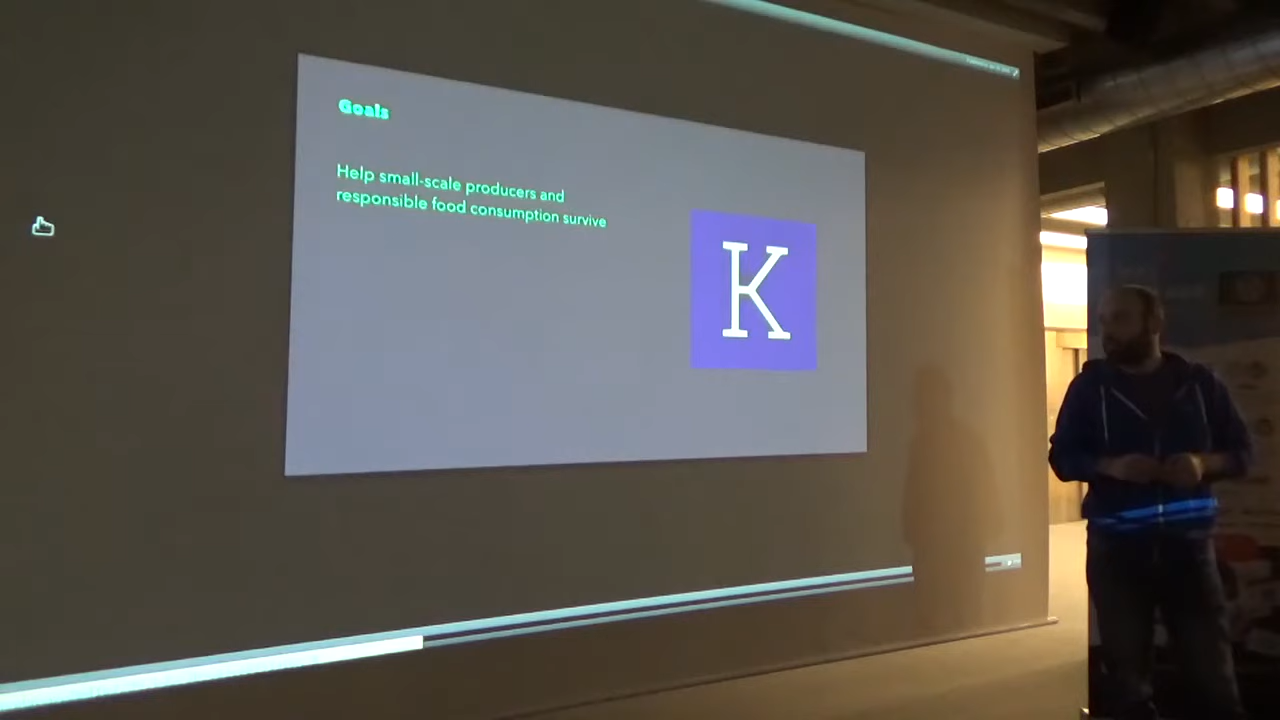 Goals
Help small-scale producers and
responsible food consumption survive
K